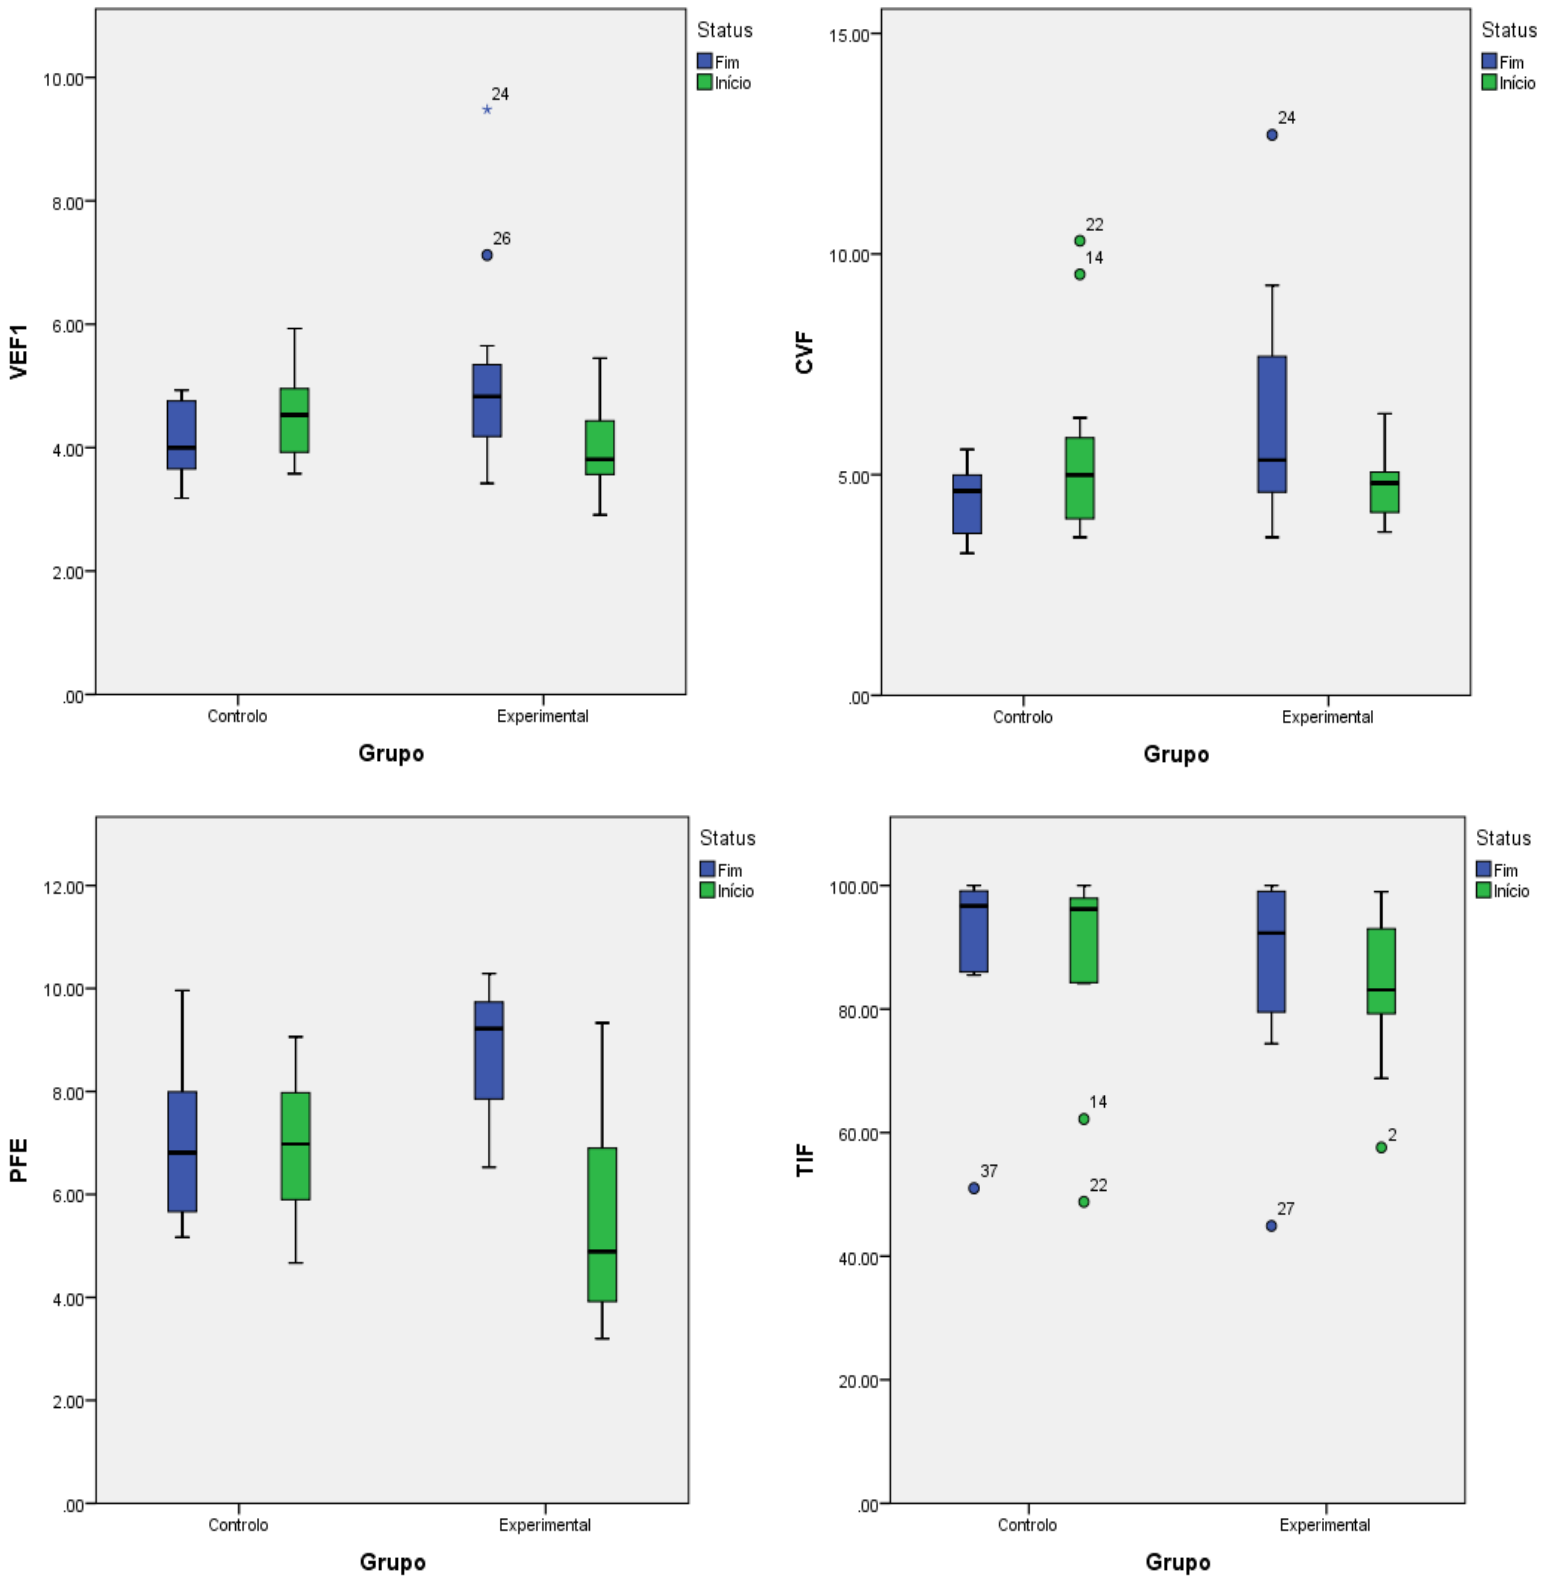 Status
Fim
Início
10.00
8.00
6.00
4.00
2.00
.00
VEF1
24
26
Controlo
Experimental
Grupo
Status
Fim
Início
15.00
10.00
5.00
.00
CVF
24
22
14
Controlo
Experimental
Grupo
Status
Fim
Início
12.00
10.00
8.00
6.00
4.00
2.00
.00
PFE
Controlo
Experimental
Grupo
Status
Fim
Início
100.00
80.00
60.00
40.00
20.00
.00
TIF
14
2
37
22
27
Controlo
Experimental
Grupo